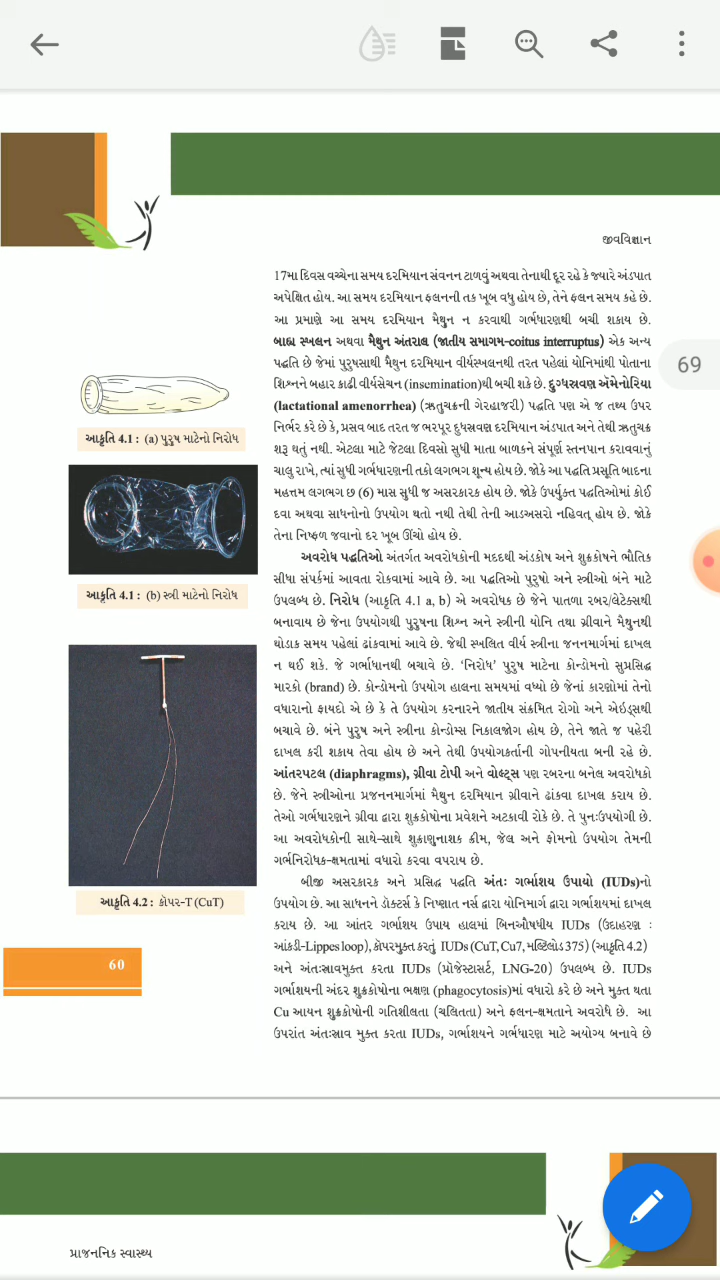 જીવવિજ્ઞાન
17મા દિવસ વચ્ચેના સમય દરમિયાન સંવનન ટાળવું અથવા તેનાથી દૂર રહે કે જ્યારે અંડપાત
અપેક્ષિત હોય. આ સમય દરમિયાન ફલનની તક ખૂબ વધુ હોય છે, તેને ફલન સમય કહે છે.
આ પ્રમાણે આ સમય દરમિયાન મૈથુન ન કરવાથી ગર્ભધારણથી બચી શકાય છે.
બાહ્ય સ્ખલન અથવા મૈથુન અંતરાલ (જાતીય સમાગમ-coitus interruptus) એક અન્ય
પદ્ધતિ છે જેમાં પુરુષસાથી મૈથુન દરમિયાન વીર્યસ્ખલનથી તરત પહેલાં યોનિમાંથી પોતાના
શિશ્નને બહાર કાઢી વીર્યસેચન (insemination)થી બચી શકે છે. દુગ્ધસ્રવણ ઍમેનોરિયા
(lactational amenorrhea) (ઋતુચક્રની ગેરહાજરી) પદ્ધતિ પણ એ જ તથ્ય ઉપર
નિર્ભર કરે છે કે, પ્રસવ બાદ તરત જ ભરપૂર દુધસ્રવણ દરમિયાન અંડપાત અને તેથી ઋતુચક્ર
શરૂ થતું નથી. એટલા માટે જેટલા દિવસો સુધી માતા બાળકને સંપૂર્ણ સ્તનપાન કરાવવાનું
ચાલુ રાખે, ત્યાં સુધી ગર્ભધારણની તકો લગભગ શૂન્ય હોય છે. જોકે આ પદ્ધતિ પ્રસૂતિ બાદના
મહત્તમ લગભગ છ (6) માસ સુધી જ અસરકારક હોય છે. જોકે ઉપર્યુક્ત પદ્ધતિઓમાં કોઈ
દવા અથવા સાધનોનો ઉપયોગ થતો નથી તેથી તેની આડઅસરો નહિવત્ હોય છે. જોકે
તેના નિષ્ફળ જવાનો દર ખૂબ ઊંચો હોય છે.
અવરોધ પદ્ધતિઓ અંતર્ગત અવરોધકોની મદદથી અંડકોષ અને શુક્રકોષને ભૌતિક
સીધા સંપર્કમાં આવતા રોકવામાં આવે છે. આ પદ્ધતિઓ પુરુષો અને સ્ત્રીઓ બંને માટે
ઉપલબ્ધ છે. નિરોધ (આકૃતિ 4.1 a, b) એ અવરોધક છે જેને પાતળા રબર/લેટેક્સથી
બનાવાય છે જેના ઉપયોગથી પુરુષના શિશ્ન અને સ્ત્રીની યોનિ તથા ગ્રીવાને મૈથુનથી
થોડાક સમય પહેલાં ઢાંકવામાં આવે છે. જેથી સ્ખલિત વીર્ય સ્ત્રીના જનનમાર્ગમાં દાખલ
ન થઈ શકે. જે ગર્ભાધાનથી બચાવે છે. ‘નિરોધ’ પુરુષ માટેના કોન્ડોમનો સુપ્રસિદ્ધ
મારકો (brand) છે. કોન્ડોમનો ઉપયોગ હાલના સમયમાં વધ્યો છે જેનાં કારણોમાં તેનો
વધારાનો ફાયદો એ છે કે તે ઉપયોગ કરનારને જાતીય સંક્રમિત રોગો અને એઇડ્સથી
બચાવે છે. બંને પુરુષ અને સ્ત્રીના કોન્ડોમ્સ નિકાલજોગ હોય છે, તેને જાતે જ પહેરી
દાખલ કરી શકાય તેવા હોય છે અને તેથી ઉપયોગકર્તાની ગોપનીયતા બની રહે છે.
આંતરપટલ (diaphragms), ગ્રીવા ટોપી અને વોલ્ટ્સ પણ રબરના બનેલ અવરોધકો
છે. જેને સ્ત્રીઓના પ્રજનનમાર્ગમાં મૈથુન દરમિયાન ગ્રીવાને ઢાંકવા દાખલ કરાય છે.
તેઓ ગર્ભધારણને ગ્રીવા દ્વારા શુક્રકોષોના પ્રવેશને અટકાવી રોકે છે. તે પુનઃઉપયોગી છે.
આ અવરોધકોની સાથે-સાથે શુક્રાણુનાશક ક્રીમ, જૅલ અને ફોમનો ઉપયોગ તેમની
ગર્ભનિરોધક-ક્ષમતામાં વધારો કરવા વપરાય છે.
બીજી અસરકારક અને પ્રસિદ્ધ પદ્ધતિ અંતઃ ગર્ભાશય ઉપાયો (IUDs)નો
ઉપયોગ છે. આ સાધનને ડૉક્ટર્સ કે નિષ્ણાત નર્સ દ્વારા યોનિમાર્ગ દ્વારા ગર્ભાશયમાં દાખલ
કરાય છે. આ આંતર ગર્ભાશય ઉપાય હાલમાં બિનઔષધીય IUDs (ઉદાહરણ :
આંકડી-Lippes loop), કૉપરમુક્ત કરતું IUDs (CuT, Cu7, મલ્ટિલોડ 375) (આકૃતિ 4.2)
અને અંતઃસ્રાવમુક્ત કરતા IUDs (પ્રૉજેસ્ટાસર્ટ, LNG-20) ઉપલબ્ધ છે. IUDs
ગર્ભાશયની અંદર શુક્રકોષોના ભક્ષણ (phagocytosis)માં વધારો કરે છે અને મુક્ત થતા
Cu આયન શુક્રકોષોની ગતિશીલતા (ચલિતતા) અને ફલન-ક્ષમતાને અવરોધે છે. આ
ઉપરાંત અંતઃસ્રાવ મુક્ત કરતા IUDs, ગર્ભાશયને ગર્ભધારણ માટે અયોગ્ય બનાવે છે
આકૃતિ 4.1 : (a) પુરુષ માટેનો નિરોધ
આકૃતિ 4.1 : (b) સ્ત્રી માટેનો નિરોધ
આકૃતિ 4.2 : કૉપર-T (CuT)
60
69
પ્રાજનનિક સ્વાસ્થ્ય